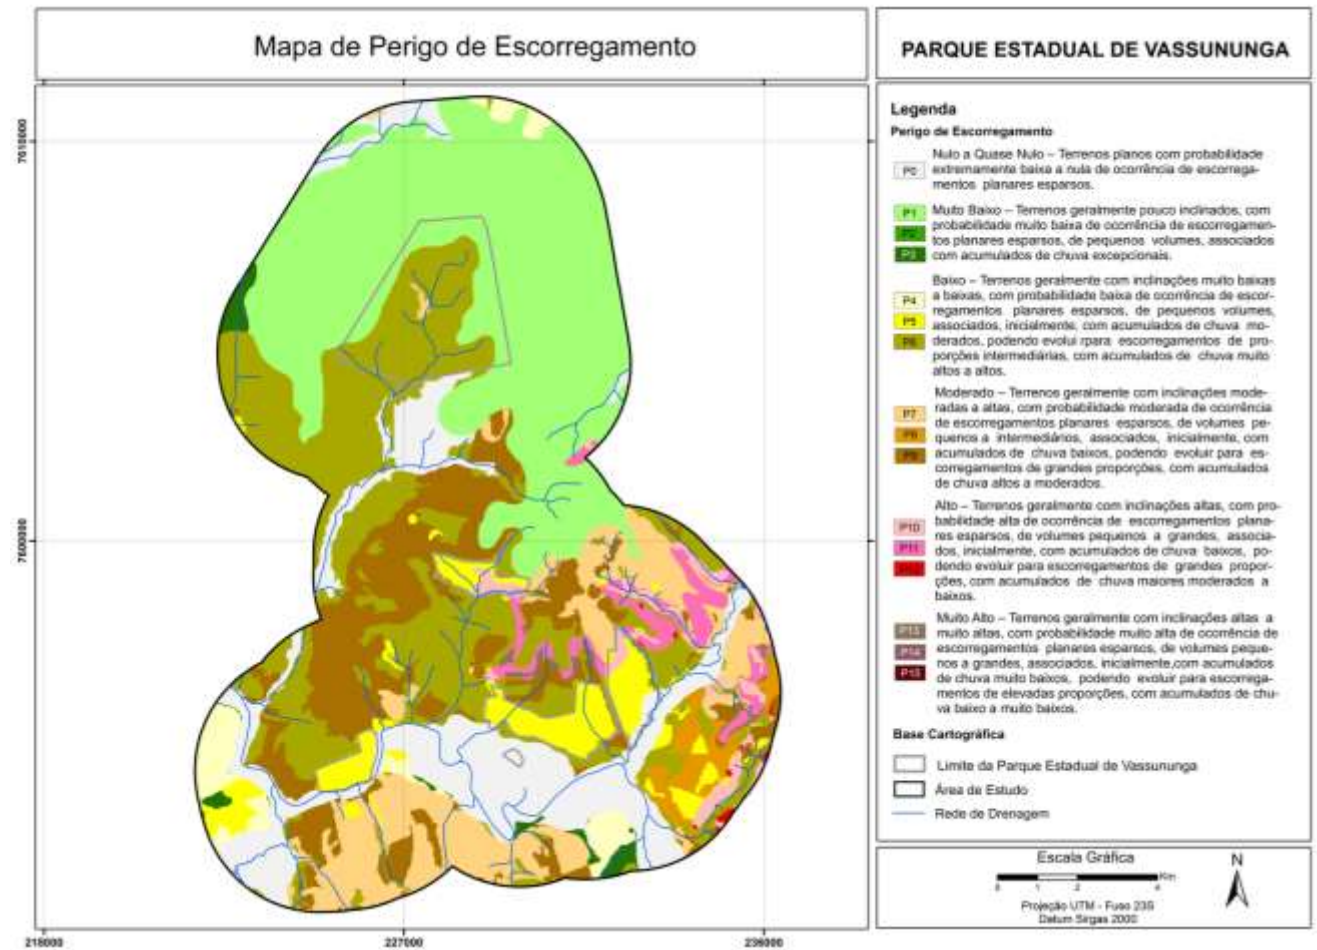 Mapa de Perigo de Escorregamento
PARQUE ESTADUAL DE VASSUNUNGA
7610000
7600000
218000
227000
236000
Legenda
Perigo de Escorregamento
P0
Nulo a Quase Nulo – Terrenos planos com probabilidade
extremamente baixa a nula de ocorrência de escorrega-
mentos planares esparsos.
P1
P2
P3
Muito Baixo – Terrenos geralmente pouco inclinados, com
probabilidade muito baixa de ocorrência de escorregamen-
tos planares esparsos, de pequenos volumes, associados
com acumulados de chuva excepcionais.
P4
P5
P6
Baixo – Terrenos geralmente com inclinações muito baixas
a baixas, com probabilidade baixa de ocorrência de escor-
regamentos planares esparsos, de pequenos volumes,
associados, inicialmente, com acumulados de chuva mo-
derados, podendo evolui rpara escorregamentos de pro-
porções intermediárias, com acumulados de chuva muito
altos a altos.
P7
P8
P9
Moderado – Terrenos geralmente com inclinações mode-
radas a altas, com probabilidade moderada de ocorrência
de escorregamentos planares esparsos, de volumes pe-
quenos a intermediários, associados, inicialmente, com
acumulados de chuva baixos, podendo evoluir para es-
corregamentos de grandes proporções, com acumulados
de chuva altos a moderados.
P10
P11
P12
Alto – Terrenos geralmente com inclinações altas, com pro-
babilidade alta de ocorrência de escorregamentos plana-
res esparsos, de volumes pequenos a grandes, associa-
dos, inicialmente, com acumulados de chuva baixos, po-
dendo evoluir para escorregamentos de grandes propor-
ções, com acumulados de chuva maiores moderados a
baixos.
P13
P14
P15
Muito Alto – Terrenos geralmente com inclinações altas a
muito altas, com probabilidade muito alta de ocorrência de
escorregamentos planares esparsos, de volumes peque-
nos a grandes, associados, inicialmente,com acumulados
de chuva muito baixos, podendo evoluir para escorrega-
mentos de elevadas proporções, com acumulados de chu-
va baixo a muito baixos.
Base Cartográfica
Limite da Parque Estadual de Vassununga
Área de Estudo
Rede de Drenagem
Escala Gráfica
0 1 2 4 Km
N
Projeção UTM - Fuso 23S
Datum Sirgas 2000